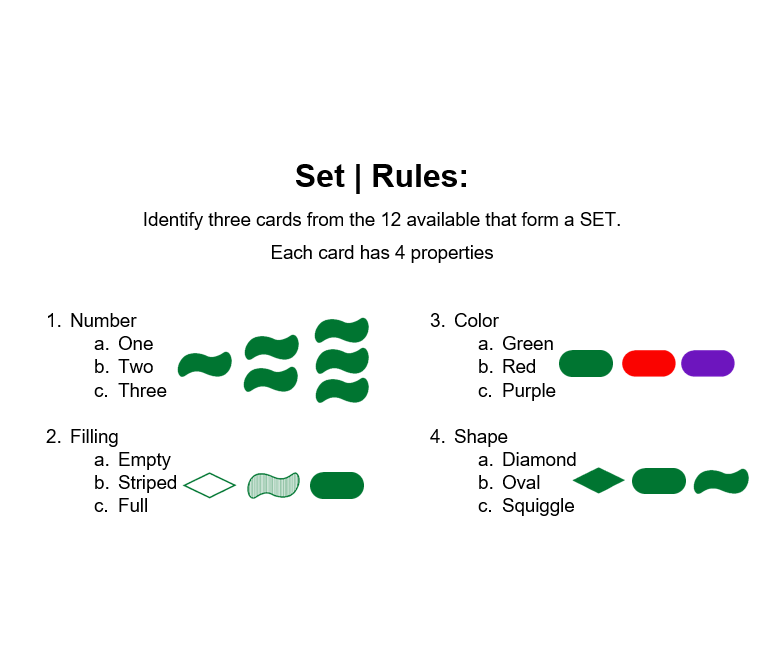 Set | Rules:
Identify three cards from the 12 available that form a SET.
Each card has 4 properties
1. Number
a. One
b. Two
c. Three
2. Filling
a. Empty
b. Striped
c. Full
3. Color
a. Green
b. Red
c. Purple
4. Shape
a. Diamond
b. Oval
c. Squiggle